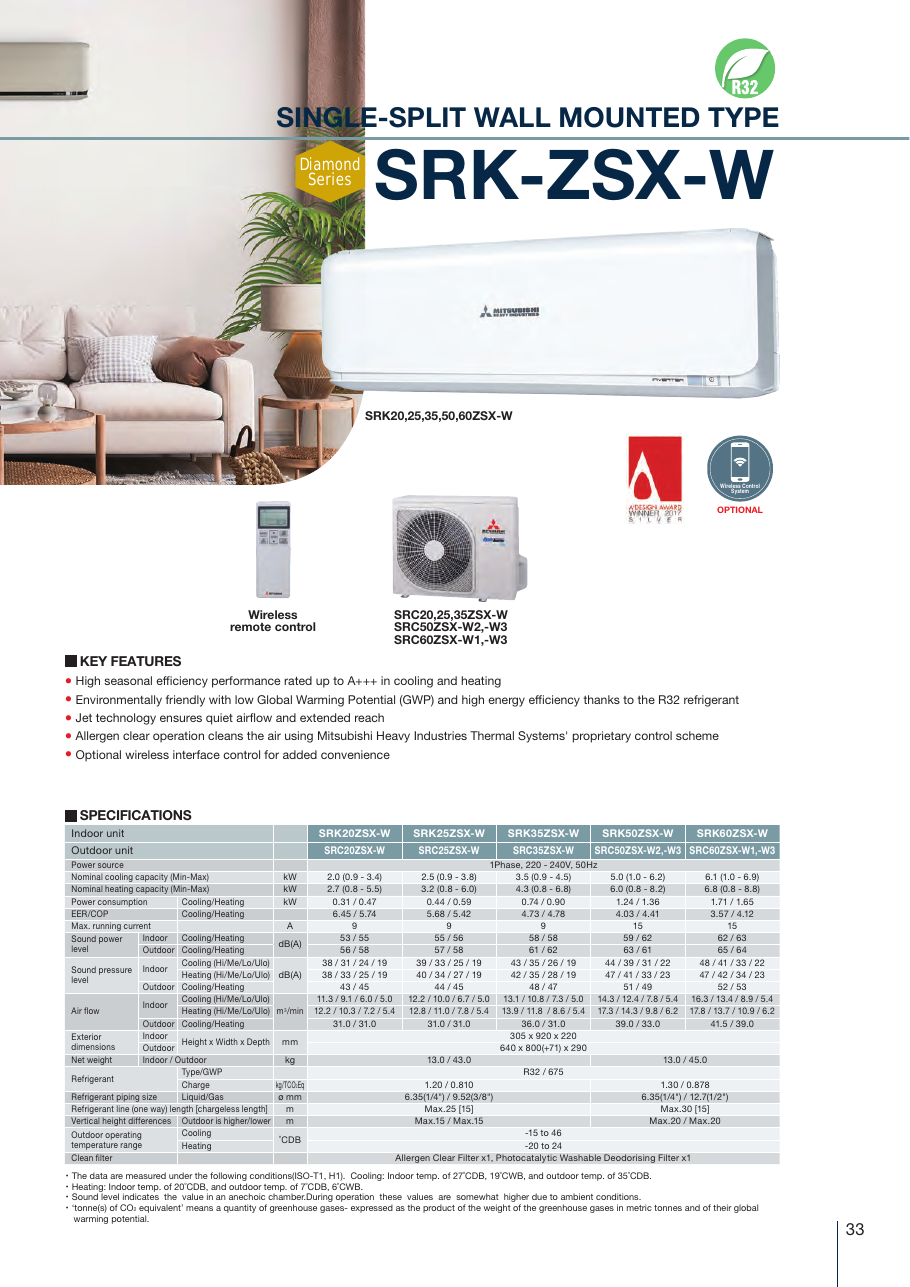 R32
SINGLE-SPLIT WALL MOUNTED TYPE
Diamond
Series
SRK-ZSX-W
MITSUBISHI
HEAVY INDUSTRIES
INVERTER
SRK20,25,35,50,60ZSX-W
A'DESIGN AWARD
WINNER 2017
SILVER
Wireless Control
System
OPTIONAL
Wireless
remote control
SRC20,25,35ZSX-W
SRC50ZSX-W2,-W3
SRC60ZSX-W1,-W3
KEY FEATURES
● High seasonal efficiency performance rated up to A+++ in cooling and heating
● Environmentally friendly with low Global Warming Potential (GWP) and high energy efficiency thanks to the R32 refrigerant
● Jet technology ensures quiet airflow and extended reach
● Allergen clear operation cleans the air using Mitsubishi Heavy Industries Thermal Systems' proprietary control scheme
● Optional wireless interface control for added convenience
SPECIFICATIONS
Indoor unit SRK20ZSX-W SRK25ZSX-W SRK35ZSX-W SRK50ZSX-W SRK60ZSX-W
Outdoor unit SRC20ZSX-W SRC25ZSX-W SRC35ZSX-W SRC50ZSX-W2,-W3 SRC60ZSX-W1,-W3
Power source 1Phase, 220 - 240V, 50Hz
Nominal cooling capacity (Min-Max) kW 2.0 (0.9 - 3.4) 2.5 (0.9 - 3.8) 3.5 (0.9 - 4.5) 5.0 (1.0 - 6.2) 6.1 (1.0 - 6.9)
Nominal heating capacity (Min-Max) kW 2.7 (0.8 - 5.5) 3.2 (0.8 - 6.0) 4.3 (0.8 - 6.8) 6.0 (0.8 - 8.2) 6.8 (0.8 - 8.8)
Power consumption Cooling/Heating kW 0.31 / 0.47 0.44 / 0.59 0.74 / 0.90 1.24 / 1.36 1.71 / 1.65
EER/COP Cooling/Heating 6.45 / 5.74 5.68 / 5.42 4.73 / 4.78 4.03 / 4.41 3.57 / 4.12
Max. running current A 9 9 9 15 15
Sound power level Indoor Cooling/Heating dB(A) 53 / 55 55 / 56 58 / 58 59 / 62 62 / 63
Outdoor Cooling/Heating 56 / 58 57 / 58 61 / 62 63 / 61 65 / 64
Sound pressure level Indoor Cooling (Hi/Me/Lo/Ulo) dB(A) 38 / 31 / 24 / 19 39 / 33 / 25 / 19 43 / 35 / 26 / 19 44 / 39 / 31 / 22 48 / 41 / 33 / 22
Heating (Hi/Me/Lo/Ulo) 38 / 33 / 25 / 19 40 / 34 / 27 / 19 42 / 35 / 28 / 19 47 / 41 / 33 / 23 47 / 42 / 34 / 23
Outdoor Cooling/Heating 43 / 45 44 / 45 48 / 47 51 / 49 52 / 53
Air flow Indoor Cooling (Hi/Me/Lo/Ulo) m³/min 11.3 / 9.1 / 6.0 / 5.0 12.2 / 10.0 / 6.7 / 5.0 13.1 / 10.8 / 7.3 / 5.0 14.3 / 12.4 / 7.8 / 5.4 16.3 / 13.4 / 8.9 / 5.4
Heating (Hi/Me/Lo/Ulo) 12.2 / 10.3 / 7.2 / 5.4 12.8 / 11.0 / 7.8 / 5.4 13.9 / 11.8 / 8.6 / 5.4 17.3 / 14.3 / 9.8 / 6.2 17.8 / 13.7 / 10.9 / 6.2
Outdoor Cooling/Heating 31.0 / 31.0 31.0 / 31.0 36.0 / 31.0 39.0 / 33.0 41.5 / 39.0
Exterior dimensions Indoor Height x Width x Depth mm 305 x 920 x 220
Outdoor 640 x 800(+71) x 290
Net weight Indoor / Outdoor kg 13.0 / 43.0 13.0 / 45.0
Refrigerant Type/GWP R32 / 675
Charge kg/TCO₂Eq 1.20 / 0.810 1.30 / 0.878
Refrigerant piping size Liquid/Gas ø mm 6.35(1/4") / 9.52(3/8") 6.35(1/4") / 12.7(1/2")
Refrigerant line (one way) length [chargeless length] m Max.25 [15] Max.30 [15]
Vertical height differences Outdoor is higher/lower m Max.15 / Max.15 Max.20 / Max.20
Outdoor operating temperature range Cooling ˚CDB -15 to 46
Heating -20 to 24
Clean filter Allergen Clear Filter x1, Photocatalytic Washable Deodorising Filter x1
・The data are measured under the following conditions(ISO-T1, H1). Cooling: Indoor temp. of 27˚CDB, 19˚CWB, and outdoor temp. of 35˚CDB.
・Heating: Indoor temp. of 20˚CDB, and outdoor temp. of 7˚CDB, 6˚CWB.
・Sound level indicates the value in an anechoic chamber.During operation these values are somewhat higher due to ambient conditions.
・'tonne(s) of CO₂ equivalent' means a quantity of greenhouse gases- expressed as the product of the weight of the greenhouse gases in metric tonnes and of their global
warming potential.
33